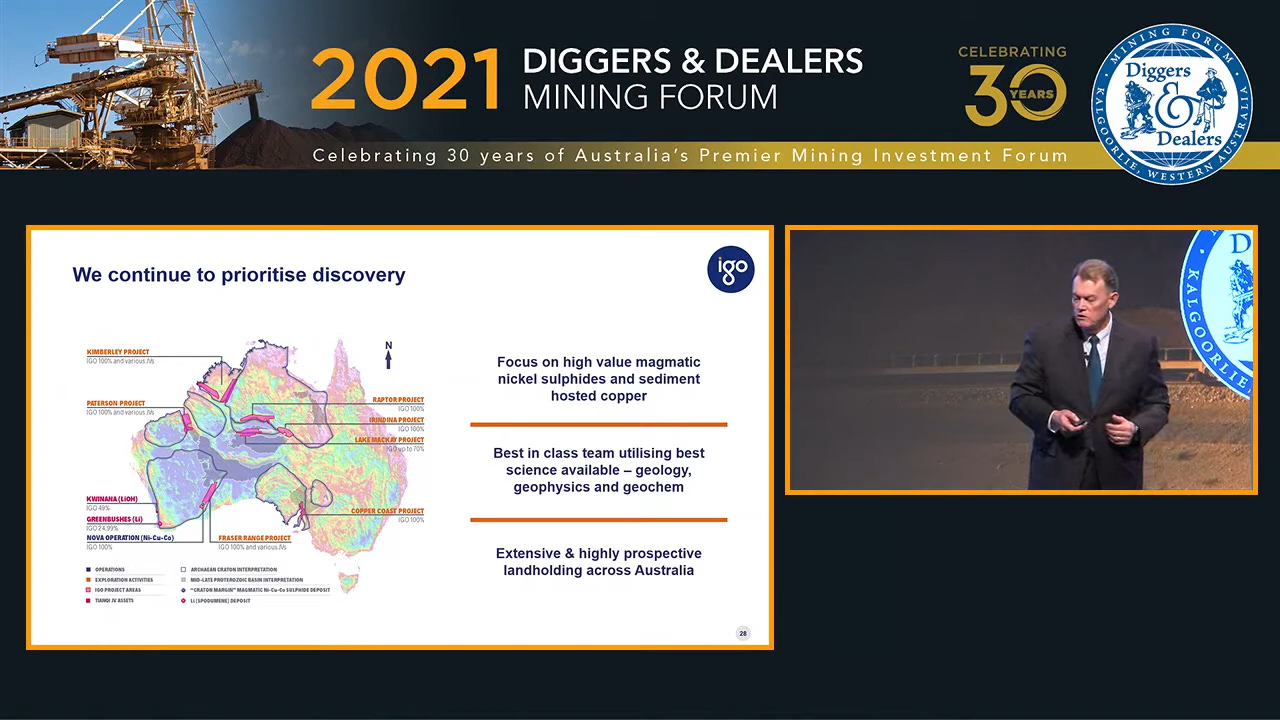 2021
DIGGERS & DEALERS
MINING FORUM
CELEBRATING
30
YEARS
MINING FORUM
Diggers
&
Dealers
KALGOORLIE, WESTERN AUSTRALIA
Celebrating 30 years of Australia's Premier Mining Investment Forum
We continue to prioritise discovery
igo
N
KIMBERLEY PROJECT
IGO 100% and various JVs
PATERSON PROJECT
IGO 100% and various JVs
RAPTOR PROJECT
IGO 100%
IRINDINA PROJECT
IGO 100%
LAKE MACKAY PROJECT
IGO up to 70%
KWINANA (LiOH)
IGO 49%
GREENBUSHES (Li)
IGO 24.99%
NOVA OPERATION (Ni-Cu-Co)
IGO 100%
FRASER RANGE PROJECT
IGO 100% and various JVs
COPPER COAST PROJECT
IGO 100%
OPERATIONS
EXPLORATION ACTIVITIES
IGO PROJECT AREAS
TIANQI JV ASSETS
ARCHAEAN CRATON INTERPRETATION
MID-LATE PROTEROZOIC BASIN INTERPRETATION
"CRATON MARGIN" MAGMATIC Ni-Cu-Co SULPHIDE DEPOSIT
Li (SPODUMENE) DEPOSIT
Focus on high value magmatic
nickel sulphides and sediment
hosted copper
Best in class team utilising best
science available – geology,
geophysics and geochem
Extensive & highly prospective
landholding across Australia
28
D
KALGOORLIE